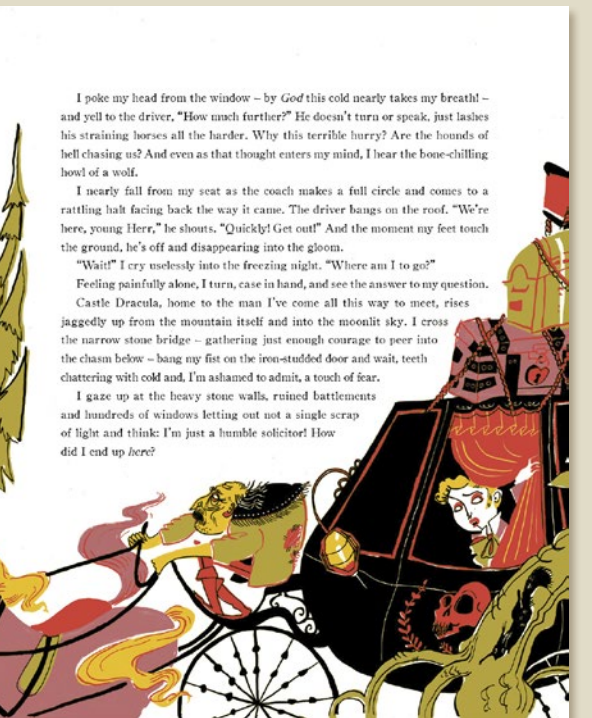 I poke my head from the window – by God this cold nearly takes my breath! –
and yell to the driver, “How much further?” He doesn’t turn or speak, just lashes
his straining horses all the harder. Why this terrible hurry? Are the hounds of
hell chasing us? And even as that thought enters my mind, I hear the bone-chilling
howl of a wolf.
I nearly fall from my seat as the coach makes a full circle and comes to a
rattling halt facing back the way it came. The driver bangs on the roof. “We’re
here, young Herr,” he shouts. “Quickly! Get out!” And the moment my feet touch
the ground, he’s off and disappearing into the gloom.
“Wait!” I cry uselessly into the freezing night. “Where am I to go?”
Feeling painfully alone, I turn, case in hand, and see the answer to my question.
Castle Dracula, home to the man I’ve come all this way to meet, rises
jaggedly up from the mountain itself and into the moonlit sky. I cross
the narrow stone bridge – gathering just enough courage to peer into
the chasm below – bang my fist on the iron-studded door and wait, teeth
chattering with cold and, I’m ashamed to admit, a touch of fear.
I gaze up at the heavy stone walls, ruined battlements
and hundreds of windows letting out not a single scrap
of light and think: I’m just a humble solicitor! How
did I end up here?